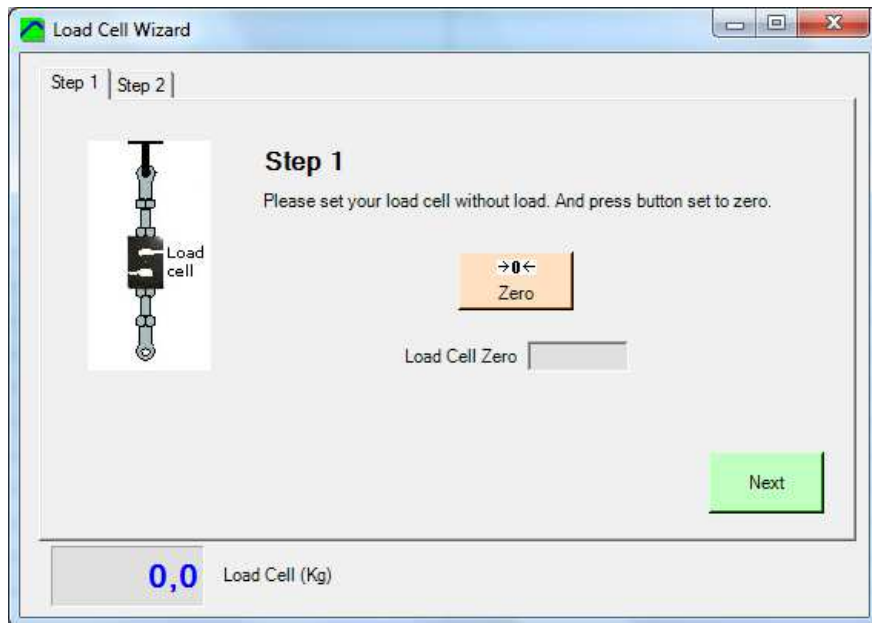 Load Cell Wizard
Step 1 Step 2
Step 1
Please set your load cell without load. And press button set to zero.
Load
cell
→0←
Zero
Load Cell Zero
Next
0,0 Load Cell (Kg)